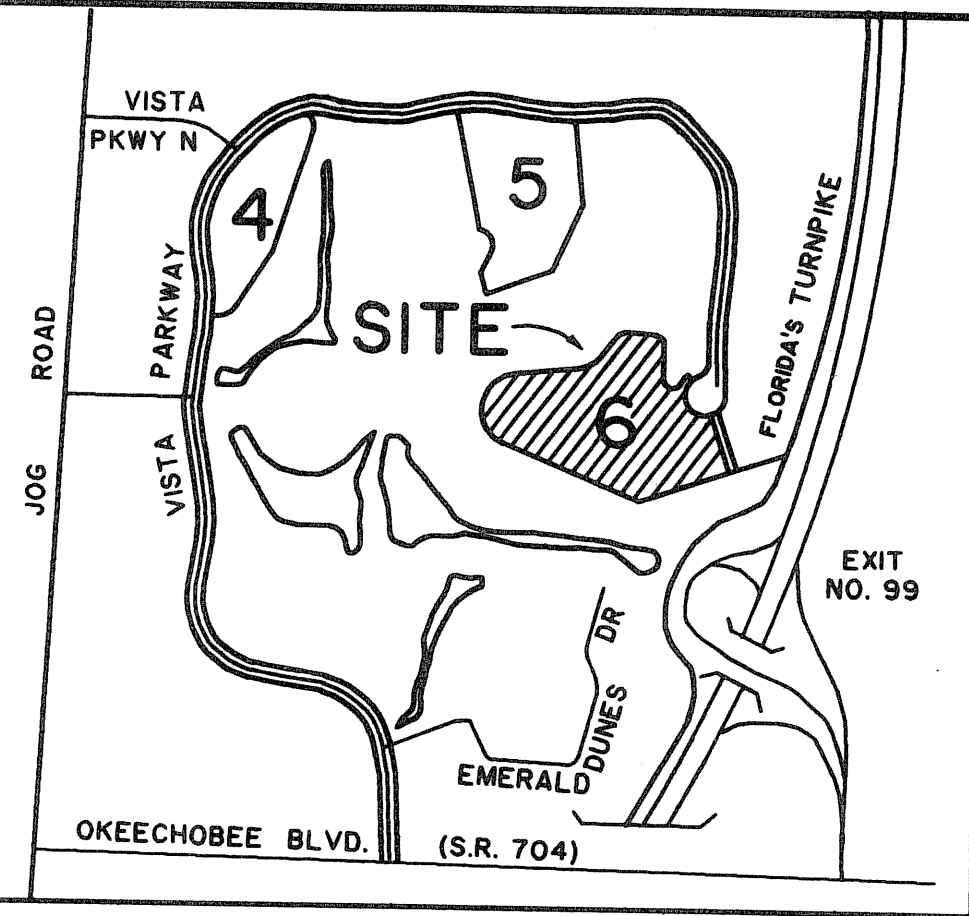 VISTA
PKWY N
4
5
SITE
6
JOG ROAD
VISTA PARKWAY
FLORIDA's TURNPIKE
EXIT
NO. 99
EMERALD DUNES DR
OKEECHOBEE BLVD. (S.R. 704)